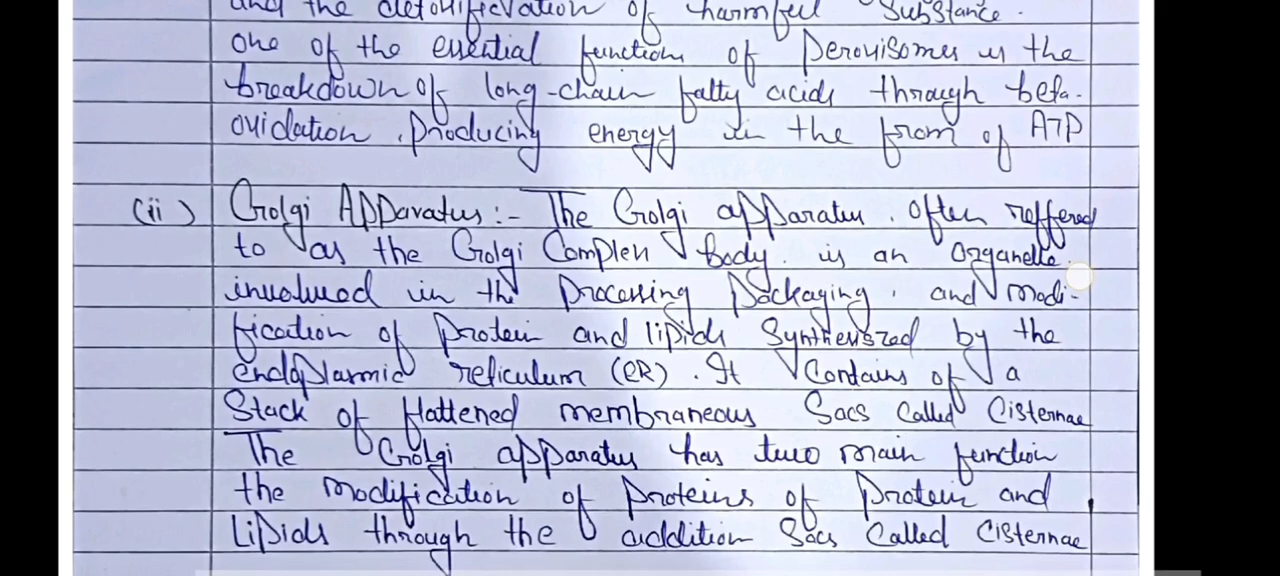 and the detoxification of harmful Substance.
one of the essential functions of Peroxisomes is the
breakdown of long-chain fatty acids through beta-
oxidation, producing energy in the from of ATP
(ii) Golgi Apparatus:- The Golgi apparatus, often reffered
to as the Golgi Complex body. is an Organelle
involved in the Processing Packaging, and modi-
fication of Protein and lipids Synthesized by the
endoplasmic reticulum (ER). It Contains of a
Stack of flattened membraneous Sacs Called Cisternae
The Golgi apparatus has two main function
the modification of Proteins of Protein and
Lipids through the addition Sacs Called Cisternae